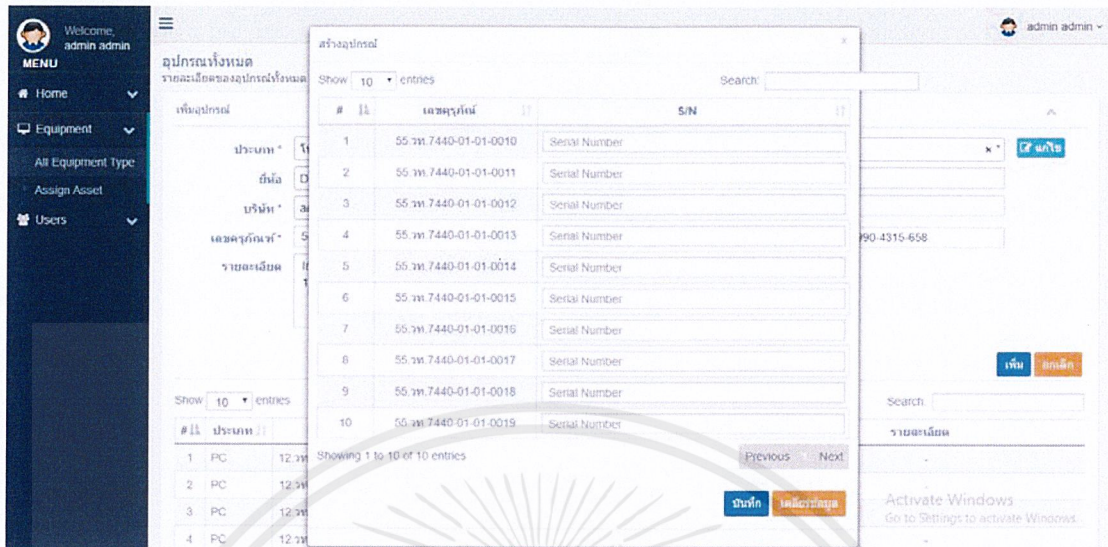 Welcome,
admin admin
MENU
Home
Equipment
All Equipment Type
Assign Asset
Users
admin admin
อุปกรณ์ทั้งหมด
รายละเอียดของอุปกรณ์ทั้งหมด
เพิ่มอุปกรณ์
ประเภท *
แก้ไข
ยี่ห้อ
D
บริษัท *
เลขครุภัณฑ์ *
990-4315-658
รายละเอียด
เพิ่ม
ยกเลิก
Show 10 entries
Search:
# ประเภท
รายละเอียด
1 PC 12.วท
2 PC 12.วท
3 PC 12.วท
4 PC 12.วท
สร้างอุปกรณ์
×
Show 10 entries
Search:
# เลขครุภัณ์ S/N
1 55.วท.7440-01-01-0010 Serial Number
2 55.วท.7440-01-01-0011 Serial Number
3 55.วท.7440-01-01-0012 Serial Number
4 55.วท.7440-01-01-0013 Serial Number
5 55.วท.7440-01-01-0014 Serial Number
6 55.วท.7440-01-01-0015 Serial Number
7 55.วท.7440-01-01-0016 Serial Number
8 55.วท.7440-01-01-0017 Serial Number
9 55.วท.7440-01-01-0018 Serial Number
10 55.วท.7440-01-01-0019 Serial Number
Showing 1 to 10 of 10 entries
Previous 1 Next
บันทึก
เคลียร์ข้อมูล
Activate Windows
Go to Settings to activate Windows